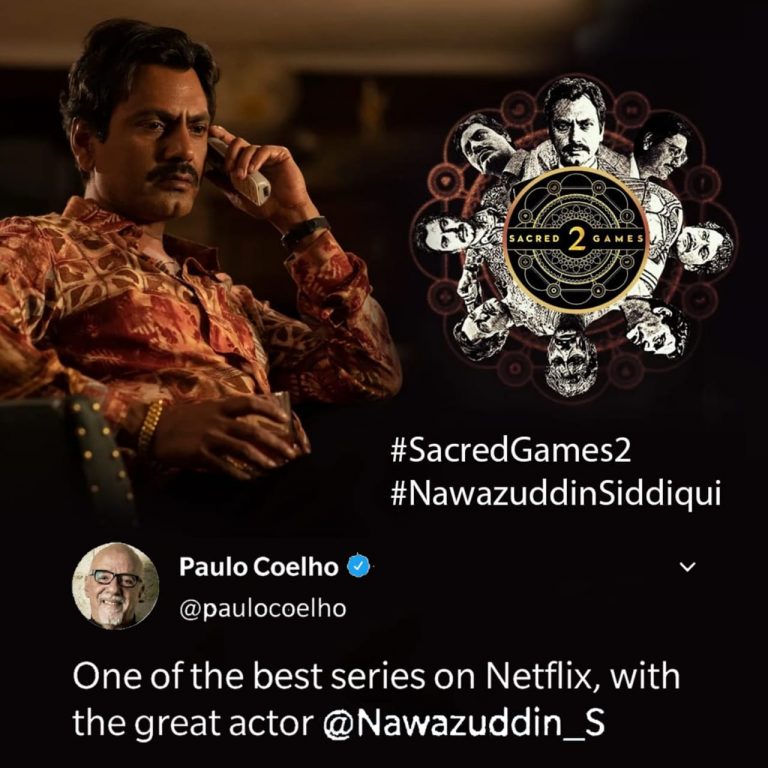 SACRED 2 GAMES
#SacredGames2
#NawazuddinSiddiqui
Paulo Coelho
@paulocoelho
One of the best series on Netflix, with
the great actor @Nawazuddin_S